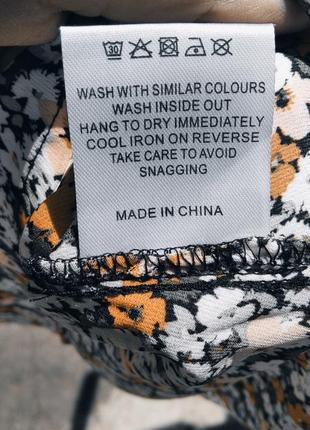 30
WASH WITH SIMILAR COLOURS
WASH INSIDE OUT
HANG TO DRY IMMEDIATELY
COOL IRON ON REVERSE
TAKE CARE TO AVOID
SNAGGING
MADE IN CHINA